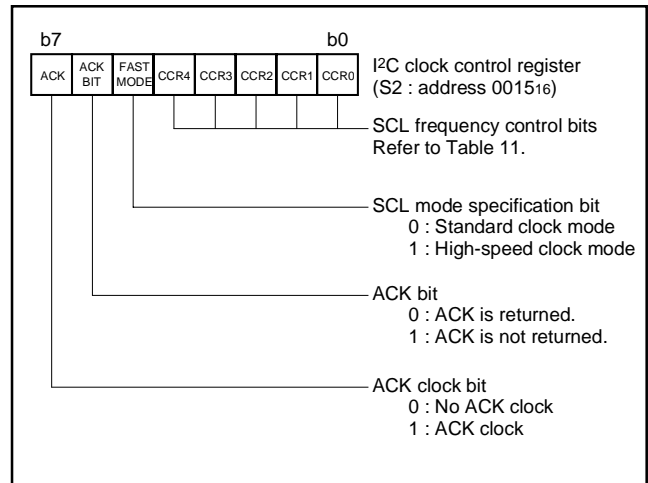 b7 b0
ACK ACK BIT FAST MODE CCR4 CCR3 CCR2 CCR1 CCR0
I²C clock control register
(S2 : address 0015₁₆)
SCL frequency control bits
Refer to Table 11.
SCL mode specification bit
0 : Standard clock mode
1 : High-speed clock mode
ACK bit
0 : ACK is returned.
1 : ACK is not returned.
ACK clock bit
0 : No ACK clock
1 : ACK clock